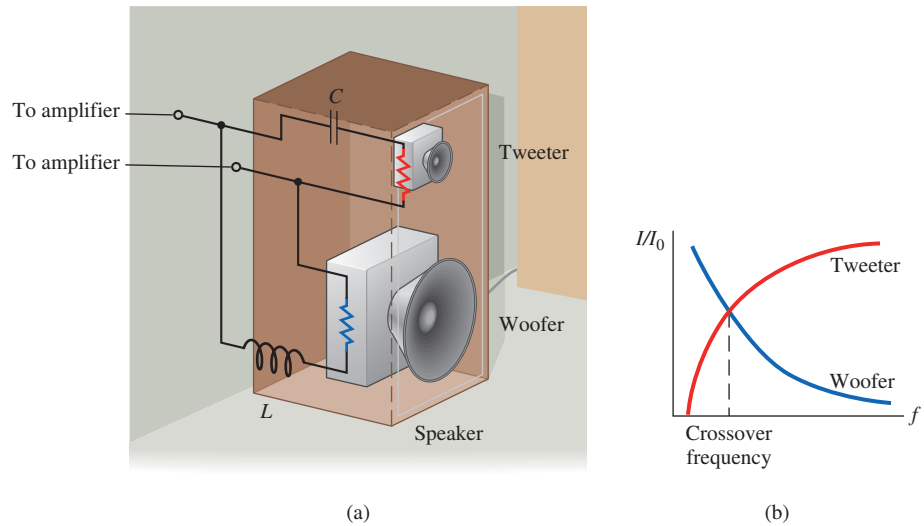 C
To amplifier
To amplifier
Tweeter
Woofer
L
Speaker
(a)
I/I0
Tweeter
Woofer
f
Crossover
frequency
(b)